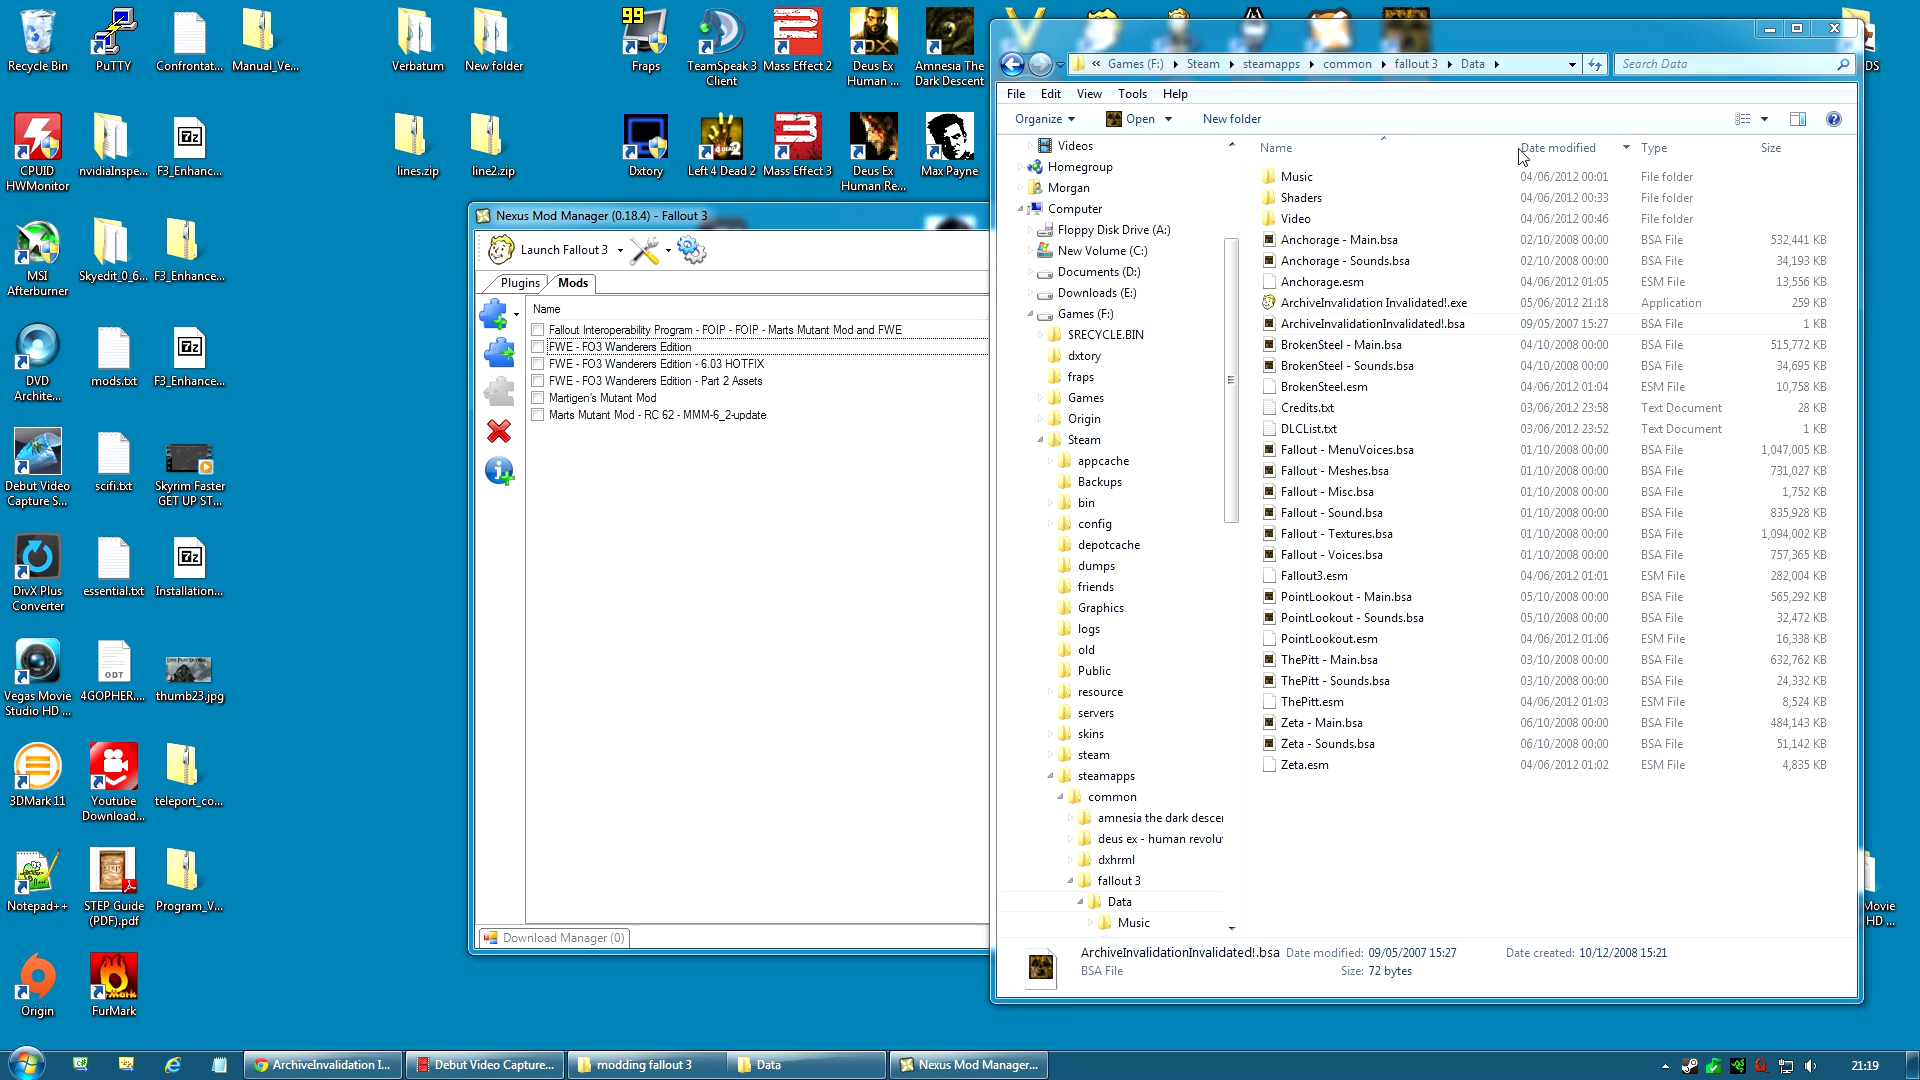 Recycle Bin
PuTTY
Confrontat...
Manual_Ve...
Verbatum
New folder
99
Fraps
TeamSpeak 3
Client
Mass Effect 2
Deus Ex
Human ...
Amnesia The
Dark Descent
CPUID
HWMonitor
nvidiaInspe...
F3_Enhanc...
lines.zip
line2.zip
Dxtory
Left 4 Dead 2
Mass Effect 3
Deus Ex
Human Re...
Max Payne
MSI
Afterburner
Skyedit_0_6...
F3_Enhance...
DVD
Archite...
mods.txt
F3_Enhance...
Debut Video
Capture S...
scifi.txt
Skyrim Faster
GET UP ST...
DivX Plus
Converter
essential.txt
Installation...
Vegas Movie
Studio HD ...
4GOPHER....
thumb23.jpg
3DMark 11
Youtube
Download...
teleport_co...
Notepad++
STEP Guide
(PDF).pdf
Program_V...
Origin
FurMark
Nexus Mod Manager (0.18.4) - Fallout 3
Launch Fallout 3
Plugins
Mods
Name
Fallout Interoperability Program - FOIP - FOIP - Marts Mutant Mod and FWE
FWE - FO3 Wanderers Edition
FWE - FO3 Wanderers Edition - 6.03 HOTFIX
FWE - FO3 Wanderers Edition - Part 2 Assets
Martigen's Mutant Mod
Marts Mutant Mod - RC 62 - MMM-6_2-update
Download Manager (0)
« Games (F:) Steam steamapps common fallout 3 Data
Search Data
File Edit View Tools Help
Organize Open New folder
Videos
Homegroup
Morgan
Computer
Floppy Disk Drive (A:)
New Volume (C:)
Documents (D:)
Downloads (E:)
Games (F:)
$RECYCLE.BIN
dxtory
fraps
Games
Origin
Steam
appcache
Backups
bin
config
depotcache
dumps
friends
Graphics
logs
old
Public
resource
servers
skins
steam
steamapps
common
amnesia the dark descer
deus ex - human revolu
dxhrml
fallout 3
Data
Music
Name Date modified Type Size
Music 04/06/2012 00:01 File folder
Shaders 04/06/2012 00:33 File folder
Video 04/06/2012 00:46 File folder
Anchorage - Main.bsa 02/10/2008 00:00 BSA File 532,441 KB
Anchorage - Sounds.bsa 02/10/2008 00:00 BSA File 34,193 KB
Anchorage.esm 04/06/2012 01:05 ESM File 13,556 KB
ArchiveInvalidation Invalidated!.exe 05/06/2012 21:18 Application 259 KB
ArchiveInvalidationInvalidated!.bsa 09/05/2007 15:27 BSA File 1 KB
BrokenSteel - Main.bsa 04/10/2008 00:00 BSA File 515,772 KB
BrokenSteel - Sounds.bsa 04/10/2008 00:00 BSA File 34,695 KB
BrokenSteel.esm 04/06/2012 01:04 ESM File 10,758 KB
Credits.txt 03/06/2012 23:58 Text Document 28 KB
DLCList.txt 03/06/2012 23:52 Text Document 1 KB
Fallout - MenuVoices.bsa 01/10/2008 00:00 BSA File 1,047,005 KB
Fallout - Meshes.bsa 01/10/2008 00:00 BSA File 731,027 KB
Fallout - Misc.bsa 01/10/2008 00:00 BSA File 1,752 KB
Fallout - Sound.bsa 01/10/2008 00:00 BSA File 835,928 KB
Fallout - Textures.bsa 01/10/2008 00:00 BSA File 1,094,002 KB
Fallout - Voices.bsa 01/10/2008 00:00 BSA File 757,365 KB
Fallout3.esm 04/06/2012 01:01 ESM File 282,004 KB
PointLookout - Main.bsa 05/10/2008 00:00 BSA File 565,292 KB
PointLookout - Sounds.bsa 05/10/2008 00:00 BSA File 32,472 KB
PointLookout.esm 04/06/2012 01:06 ESM File 16,338 KB
ThePitt - Main.bsa 03/10/2008 00:00 BSA File 632,762 KB
ThePitt - Sounds.bsa 03/10/2008 00:00 BSA File 24,332 KB
ThePitt.esm 04/06/2012 01:03 ESM File 8,524 KB
Zeta - Main.bsa 06/10/2008 00:00 BSA File 484,143 KB
Zeta - Sounds.bsa 06/10/2008 00:00 BSA File 51,142 KB
Zeta.esm 04/06/2012 01:02 ESM File 4,835 KB
ArchiveInvalidationInvalidated!.bsa Date modified: 09/05/2007 15:27 Date created: 10/12/2008 15:21
BSA File Size: 72 bytes
DS
Movie
HD ...
ArchiveInvalidation I...
Debut Video Capture...
modding fallout 3
Data
Nexus Mod Manager...
21:19